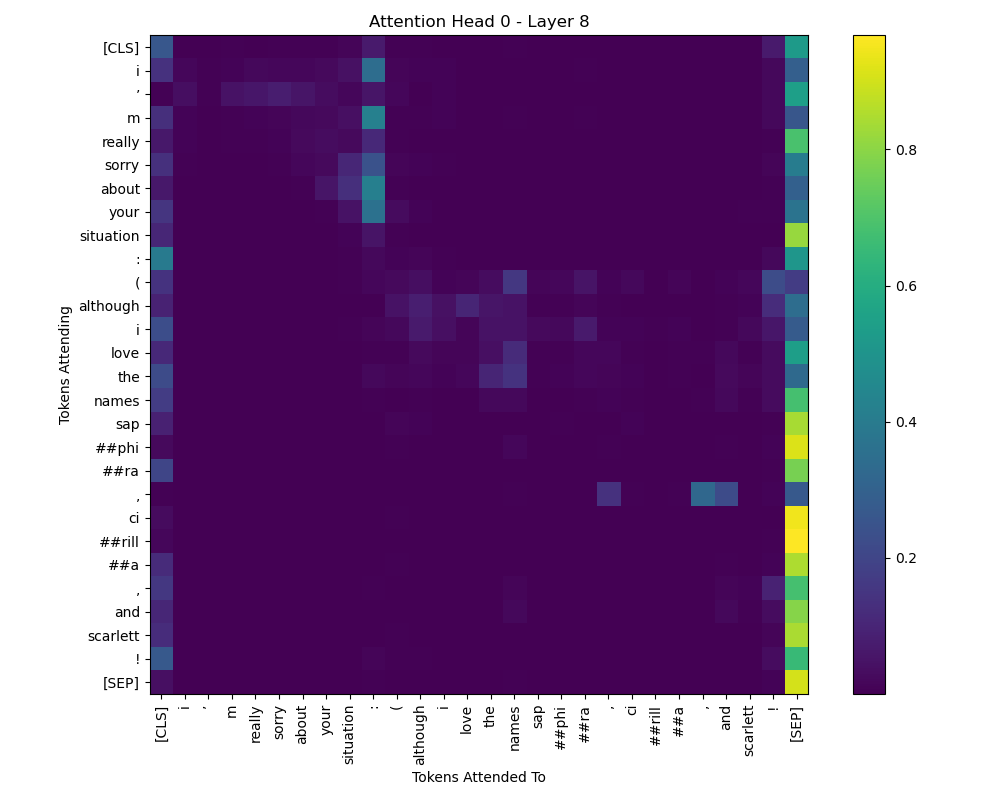 Attention Head 0 - Layer 8
Tokens Attending
[CLS]
i
’
m
really
sorry
about
your
situation
:
(
although
i
love
the
names
sap
##phi
##ra
,
ci
##rill
##a
,
and
scarlett
!
[SEP]
[CLS]
i
’
m
really
sorry
about
your
situation
:
(
although
i
love
the
names
sap
##phi
##ra
,
ci
##rill
##a
,
and
scarlett
!
[SEP]
Tokens Attended To
0.8
0.6
0.4
0.2